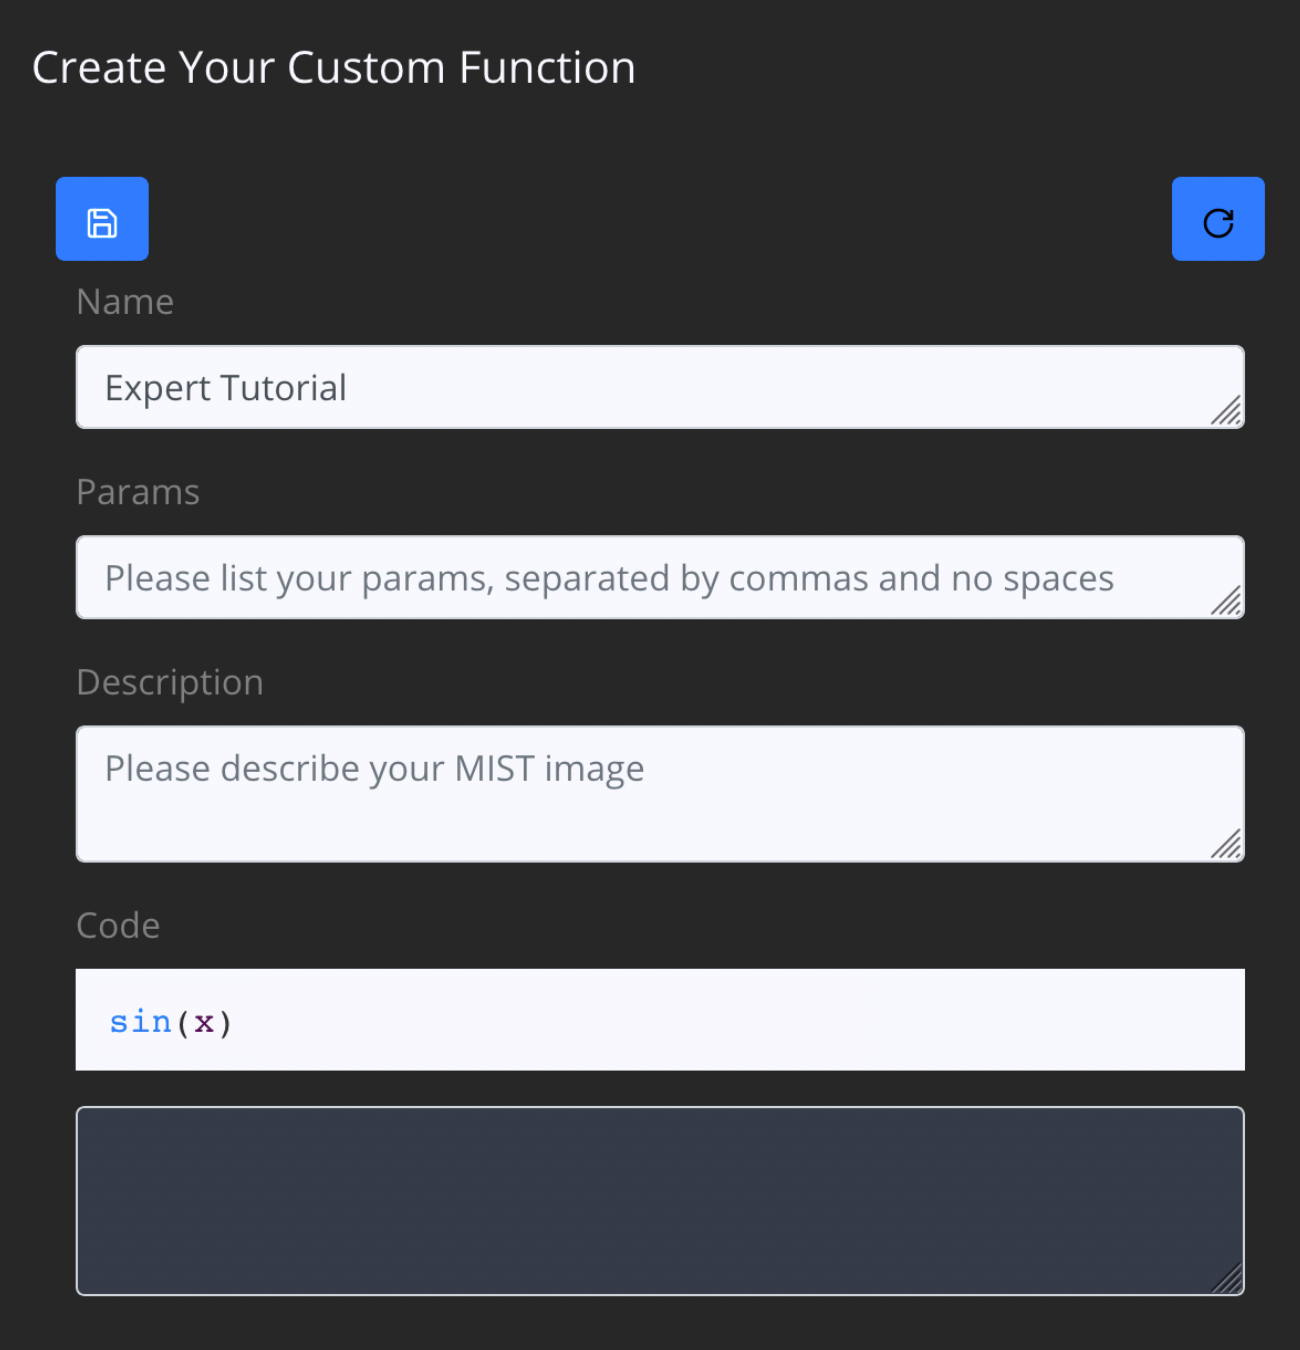 Create Your Custom Function
Name
Expert Tutorial
Params
Please list your params, separated by commas and no spaces
Description
Please describe your MIST image
Code
sin(x)